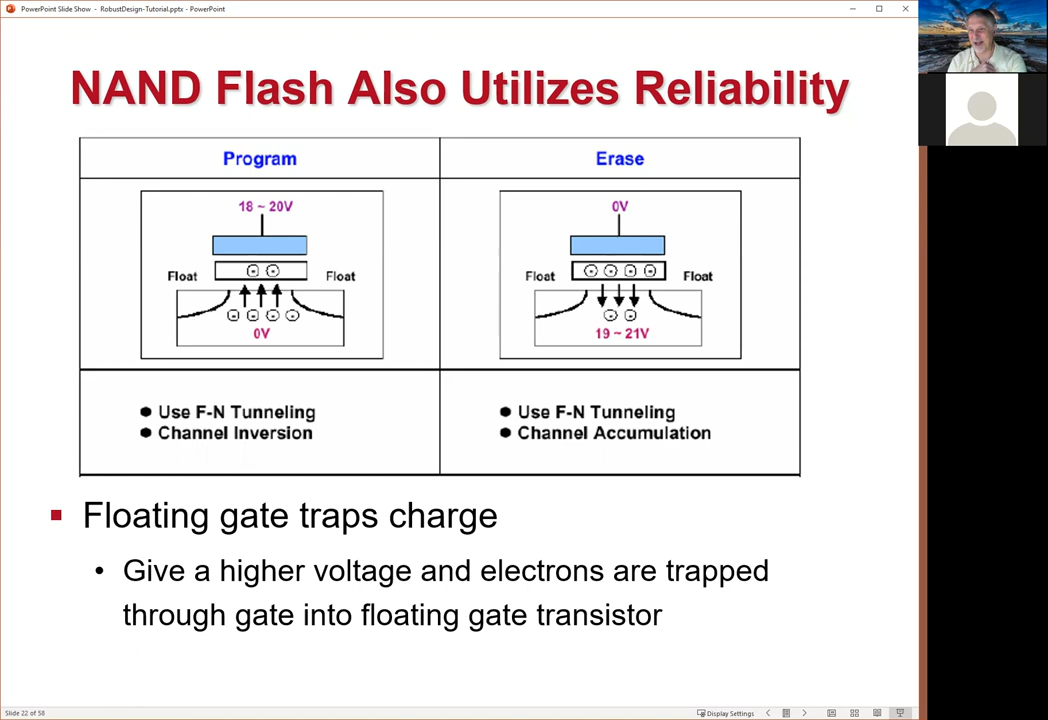 PowerPoint Slide Show - RobustDesign-Tutorial.pptx - PowerPoint
NAND Flash Also Utilizes Reliability
Program
Erase
18 ~ 20V
0V
Float
Float
Float
Float
0V
19 ~ 21V
● Use F-N Tunneling
● Channel Inversion
● Use F-N Tunneling
● Channel Accumulation
▪ Floating gate traps charge
• Give a higher voltage and electrons are trapped
through gate into floating gate transistor
Slide 22 of 58
Display Settings